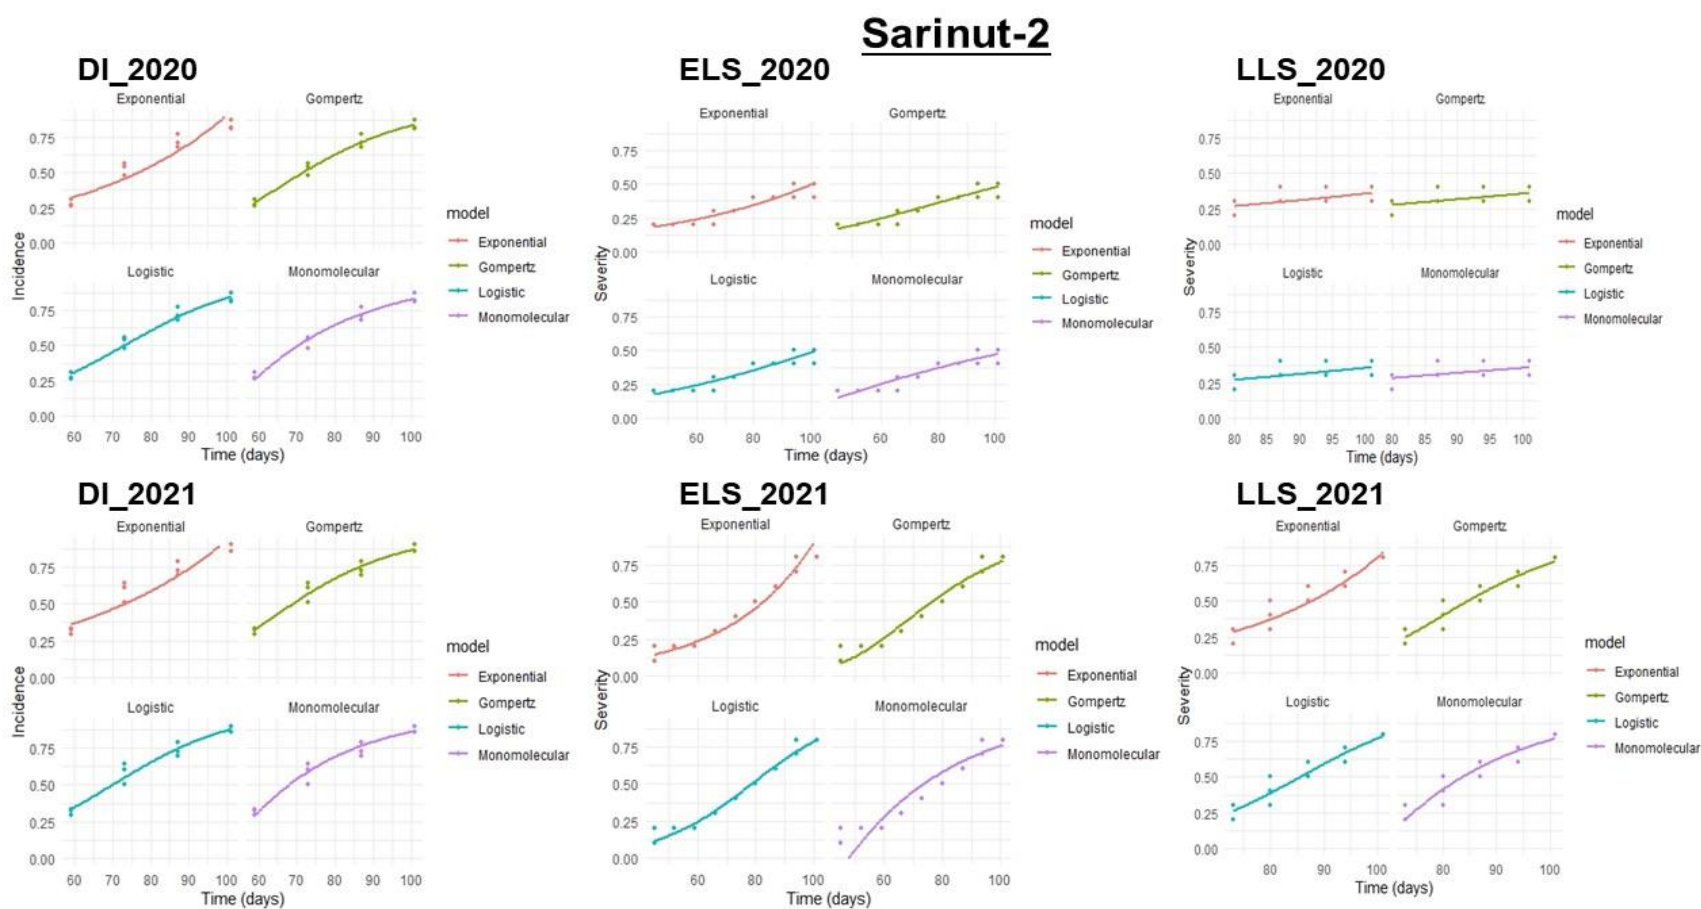 Sarinut-2
DI_2020
Exponential Gompertz
0.75
0.50
0.25
0.00
Logistic Monomolecular
0.75
0.50
0.25
0.00
60 70 80 90 100 60 70 80 90 100
Time (days)
Incidence
model
Exponential
Gompertz
Logistic
Monomolecular
ELS_2020
Exponential Gompertz
0.75
0.50
0.25
0.00
Logistic Monomolecular
0.75
0.50
0.25
0.00
60 80 100 60 80 100
Time (days)
Severity
model
Exponential
Gompertz
Logistic
Monomolecular
LLS_2020
Exponential Gompertz
0.75
0.50
0.25
0.00
Logistic Monomolecular
0.75
0.50
0.25
0.00
80 85 90 95 100 80 85 90 95 100
Time (days)
Severity
model
Exponential
Gompertz
Logistic
Monomolecular
DI_2021
Exponential Gompertz
0.75
0.50
0.25
0.00
Logistic Monomolecular
0.75
0.50
0.25
0.00
60 70 80 90 100 60 70 80 90 100
Time (days)
Incidence
model
Exponential
Gompertz
Logistic
Monomolecular
ELS_2021
Exponential Gompertz
0.75
0.50
0.25
0.00
Logistic Monomolecular
0.75
0.50
0.25
0.00
60 80 100 60 80 100
Time (days)
Severity
model
Exponential
Gompertz
Logistic
Monomolecular
LLS_2021
Exponential Gompertz
0.75
0.50
0.25
0.00
Logistic Monomolecular
0.75
0.50
0.25
0.00
80 90 100 80 90 100
Time (days)
Severity
model
Exponential
Gompertz
Logistic
Monomolecular